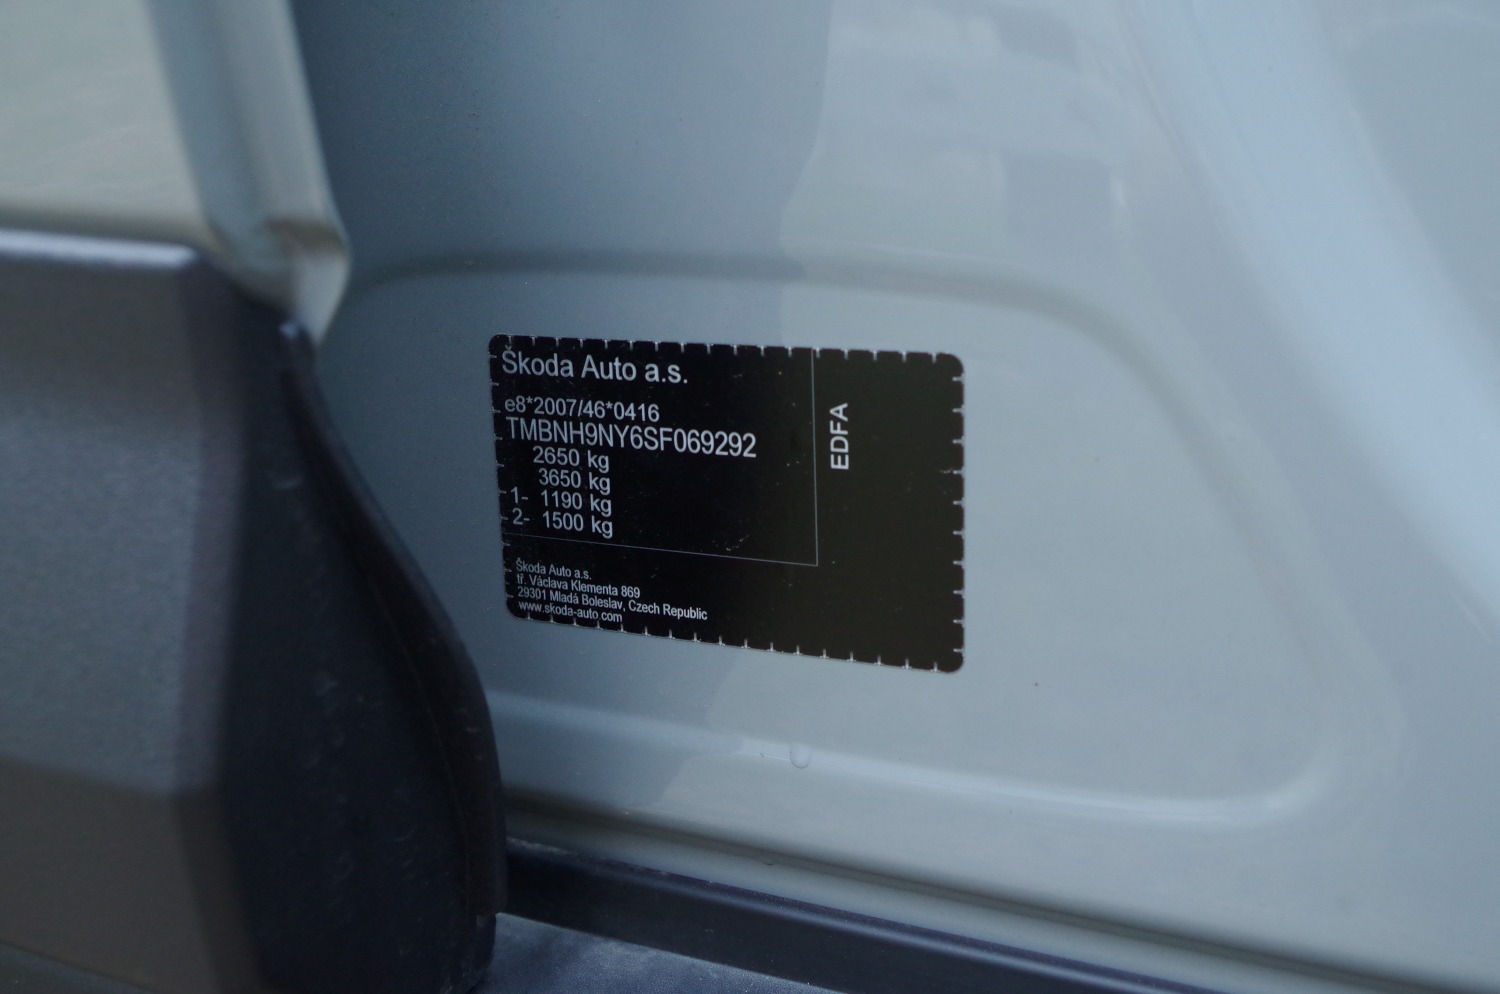 Škoda Auto a.s.
e8*2007/46*0416
TMBNH9NY6SF069292
2650 kg
3650 kg
1- 1190 kg
2- 1500 kg
EDFA
Škoda Auto a.s.
tř. Václava Klementa 869
29301 Mladá Boleslav, Czech Republic
www.skoda-auto.com